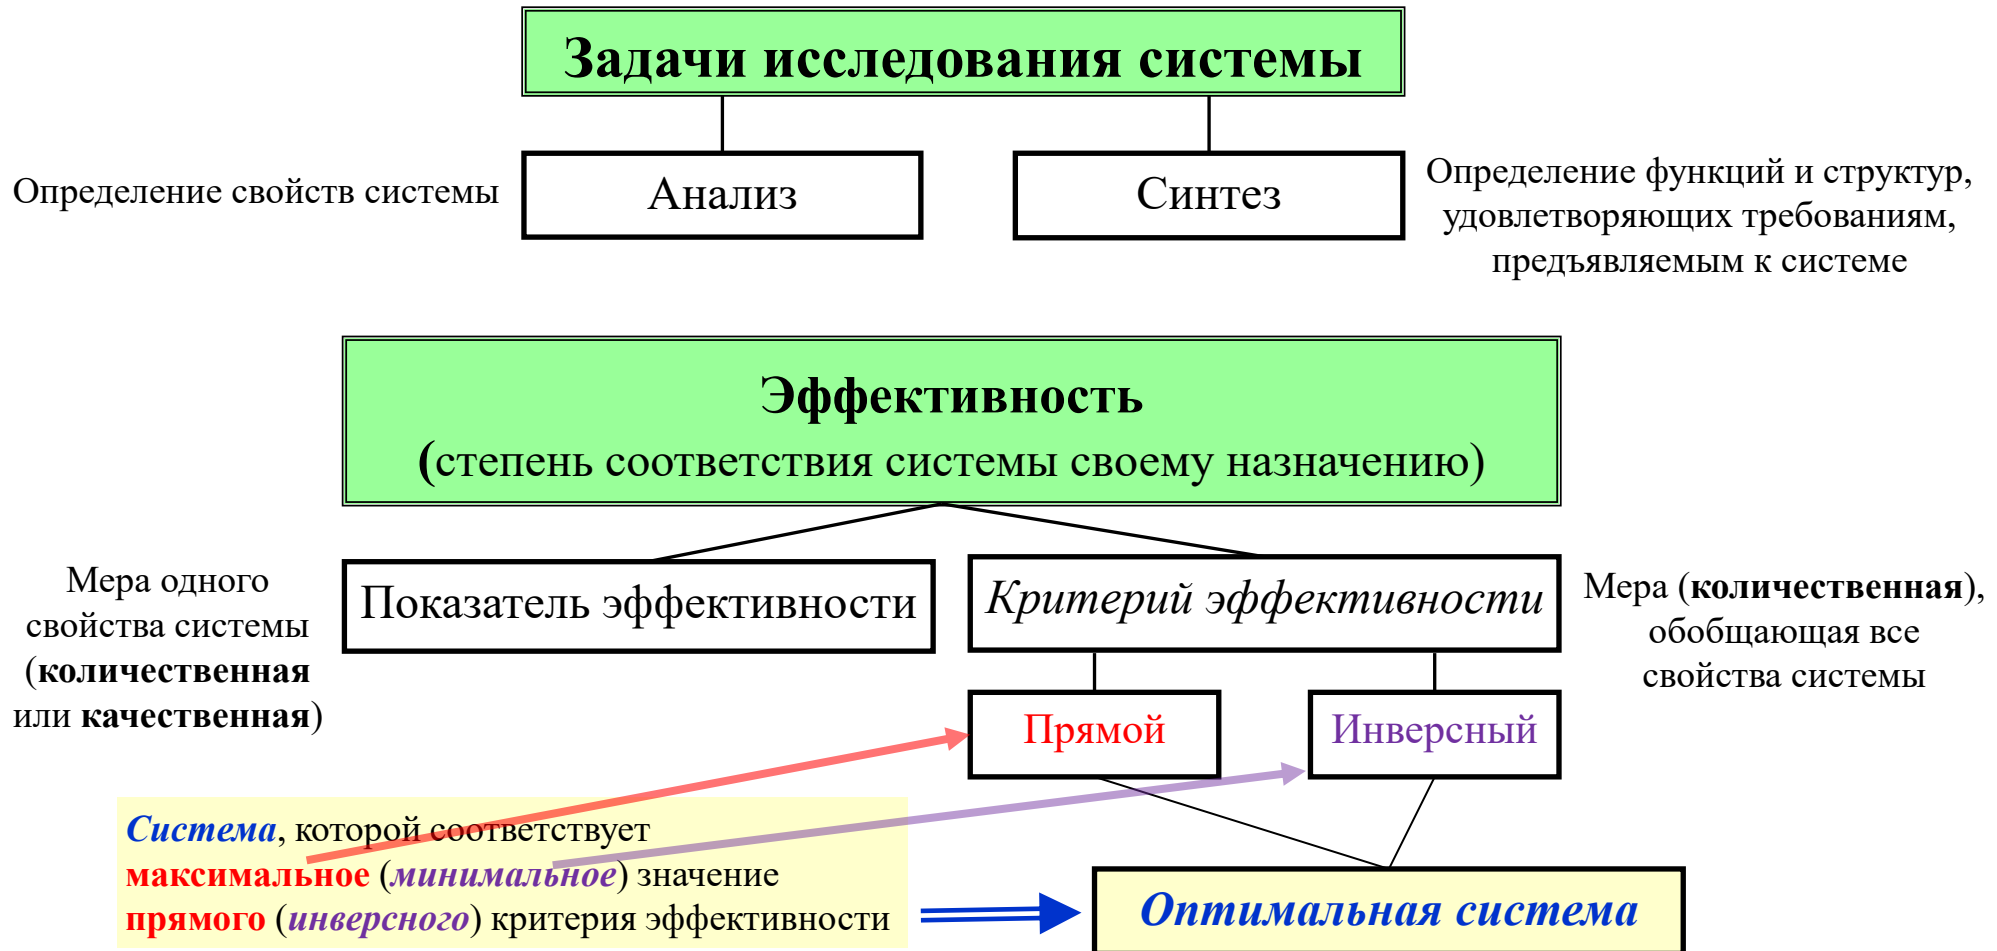 Задачи исследования системы
Определение свойств системы
Анализ
Синтез
Определение функций и структур,
удовлетворяющих требованиям,
предъявляемым к системе
Эффективность
(степень соответствия системы своему назначению)
Мера одного
свойства системы
(количественная
или качественная)
Показатель эффективности
Критерий эффективности
Мера (количественная),
обобщающая все
свойства системы
Прямой
Инверсный
Система, которой соответствует
максимальное (минимальное) значение
прямого (инверсного) критерия эффективности
Оптимальная система